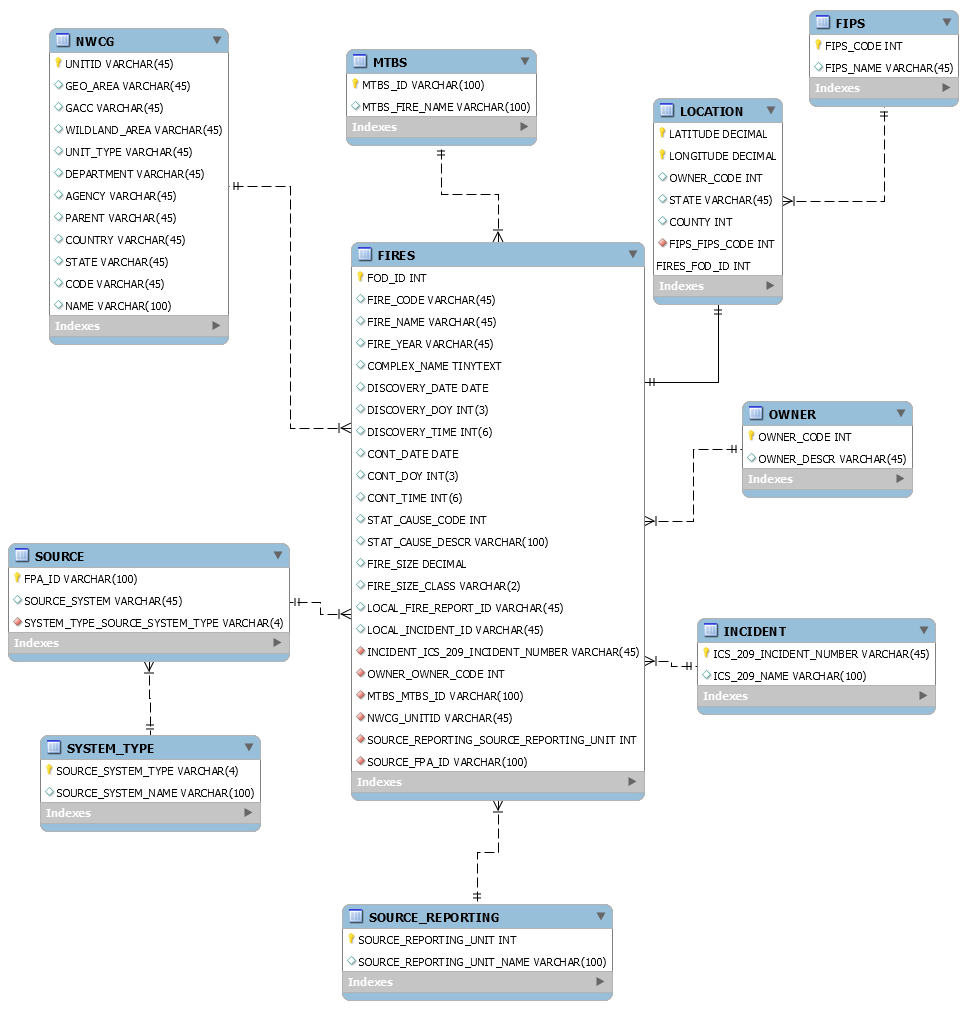 NWCG
UNITID VARCHAR(45)
GEO_AREA VARCHAR(45)
GACC VARCHAR(45)
WILDLAND_AREA VARCHAR(45)
UNIT_TYPE VARCHAR(45)
DEPARTMENT VARCHAR(45)
AGENCY VARCHAR(45)
PARENT VARCHAR(45)
COUNTRY VARCHAR(45)
STATE VARCHAR(45)
CODE VARCHAR(45)
NAME VARCHAR(100)
Indexes
MTBS
MTBS_ID VARCHAR(100)
MTBS_FIRE_NAME VARCHAR(100)
Indexes
FIPS
FIPS_CODE INT
FIPS_NAME VARCHAR(45)
Indexes
LOCATION
LATITUDE DECIMAL
LONGITUDE DECIMAL
OWNER_CODE INT
STATE VARCHAR(45)
COUNTY INT
FIPS_FIPS_CODE INT
FIRES_FOD_ID INT
Indexes
FIRES
FOD_ID INT
FIRE_CODE VARCHAR(45)
FIRE_NAME VARCHAR(45)
FIRE_YEAR VARCHAR(45)
COMPLEX_NAME TINYTEXT
DISCOVERY_DATE DATE
DISCOVERY_DOY INT(3)
DISCOVERY_TIME INT(6)
CONT_DATE DATE
CONT_DOY INT(3)
CONT_TIME INT(6)
STAT_CAUSE_CODE INT
STAT_CAUSE_DESCR VARCHAR(100)
FIRE_SIZE DECIMAL
FIRE_SIZE_CLASS VARCHAR(2)
LOCAL_FIRE_REPORT_ID VARCHAR(45)
LOCAL_INCIDENT_ID VARCHAR(45)
INCIDENT_ICS_209_INCIDENT_NUMBER VARCHAR(45)
OWNER_OWNER_CODE INT
MTBS_MTBS_ID VARCHAR(100)
NWCG_UNITID VARCHAR(45)
SOURCE_REPORTING_SOURCE_REPORTING_UNIT INT
SOURCE_FPA_ID VARCHAR(100)
Indexes
OWNER
OWNER_CODE INT
OWNER_DESCR VARCHAR(45)
Indexes
SOURCE
FPA_ID VARCHAR(100)
SOURCE_SYSTEM VARCHAR(45)
SYSTEM_TYPE_SOURCE_SYSTEM_TYPE VARCHAR(4)
Indexes
INCIDENT
ICS_209_INCIDENT_NUMBER VARCHAR(45)
ICS_209_NAME VARCHAR(100)
Indexes
SYSTEM_TYPE
SOURCE_SYSTEM_TYPE VARCHAR(4)
SOURCE_SYSTEM_NAME VARCHAR(100)
Indexes
SOURCE_REPORTING
SOURCE_REPORTING_UNIT INT
SOURCE_REPORTING_UNIT_NAME VARCHAR(100)
Indexes